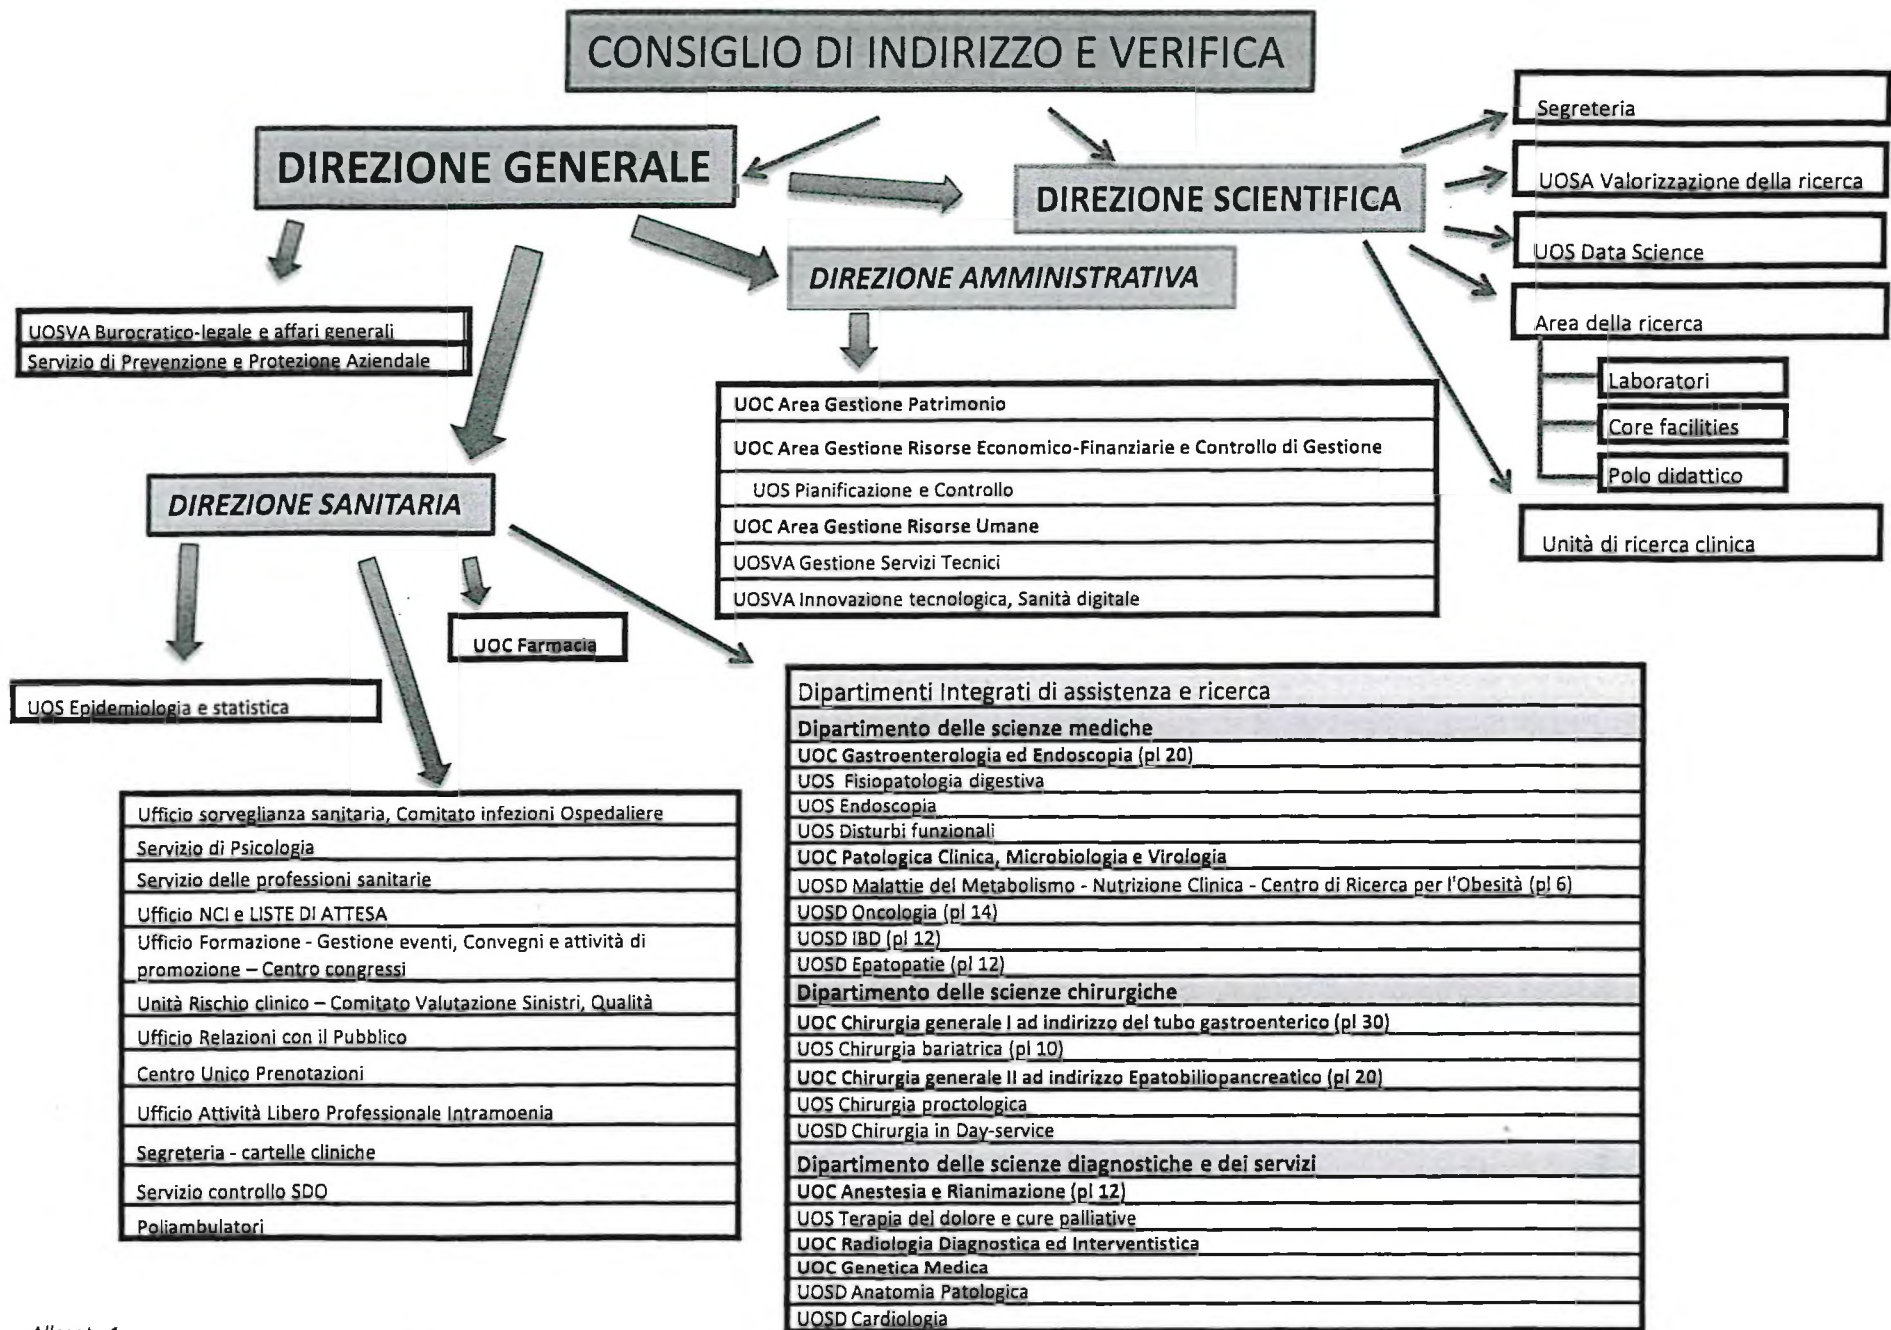 CONSIGLIO DI INDIRIZZO E VERIFICA
DIREZIONE GENERALE
DIREZIONE SCIENTIFICA
DIREZIONE AMMINISTRATIVA
Segreteria
UOSA Valorizzazione della ricerca
UOS Data Science
Area della ricerca
Laboratori
Core facilities
Polo didattico
Unità di ricerca clinica
UOSVA Burocratico-legale e affari generali
Servizio di Prevenzione e Protezione Aziendale
UOC Area Gestione Patrimonio
UOC Area Gestione Risorse Economico-Finanziarie e Controllo di Gestione
UOS Pianificazione e Controllo
UOC Area Gestione Risorse Umane
UOSVA Gestione Servizi Tecnici
UOSVA Innovazione tecnologica, Sanità digitale
DIREZIONE SANITARIA
UOC Farmacia
UOS Epidemiologia e statistica
Ufficio sorveglianza sanitaria, Comitato infezioni Ospedaliere
Servizio di Psicologia
Servizio delle professioni sanitarie
Ufficio NCI e LISTE DI ATTESA
Ufficio Formazione - Gestione eventi, Convegni e attività di
promozione – Centro congressi
Unità Rischio clinico – Comitato Valutazione Sinistri, Qualità
Ufficio Relazioni con il Pubblico
Centro Unico Prenotazioni
Ufficio Attività Libero Professionale Intramoenia
Segreteria - cartelle cliniche
Servizio controllo SDO
Poliambulatori
Dipartimenti Integrati di assistenza e ricerca
Dipartimento delle scienze mediche
UOC Gastroenterologia ed Endoscopia (pl 20)
UOS Fisiopatologia digestiva
UOS Endoscopia
UOS Disturbi funzionali
UOC Patologica Clinica, Microbiologia e Virologia
UOSD Malattie del Metabolismo - Nutrizione Clinica - Centro di Ricerca per l'Obesità (pl 6)
UOSD Oncologia (pl 14)
UOSD IBD (pl 12)
UOSD Epatopatie (pl 12)
Dipartimento delle scienze chirurgiche
UOC Chirurgia generale I ad indirizzo del tubo gastroenterico (pl 30)
UOS Chirurgia bariatrica (pl 10)
UOC Chirurgia generale II ad indirizzo Epatobiliopancreatico (pl 20)
UOS Chirurgia proctologica
UOSD Chirurgia in Day-service
Dipartimento delle scienze diagnostiche e dei servizi
UOC Anestesia e Rianimazione (pl 12)
UOS Terapia del dolore e cure palliative
UOC Radiologia Diagnostica ed Interventistica
UOC Genetica Medica
UOSD Anatomia Patologica
UOSD Cardiologia